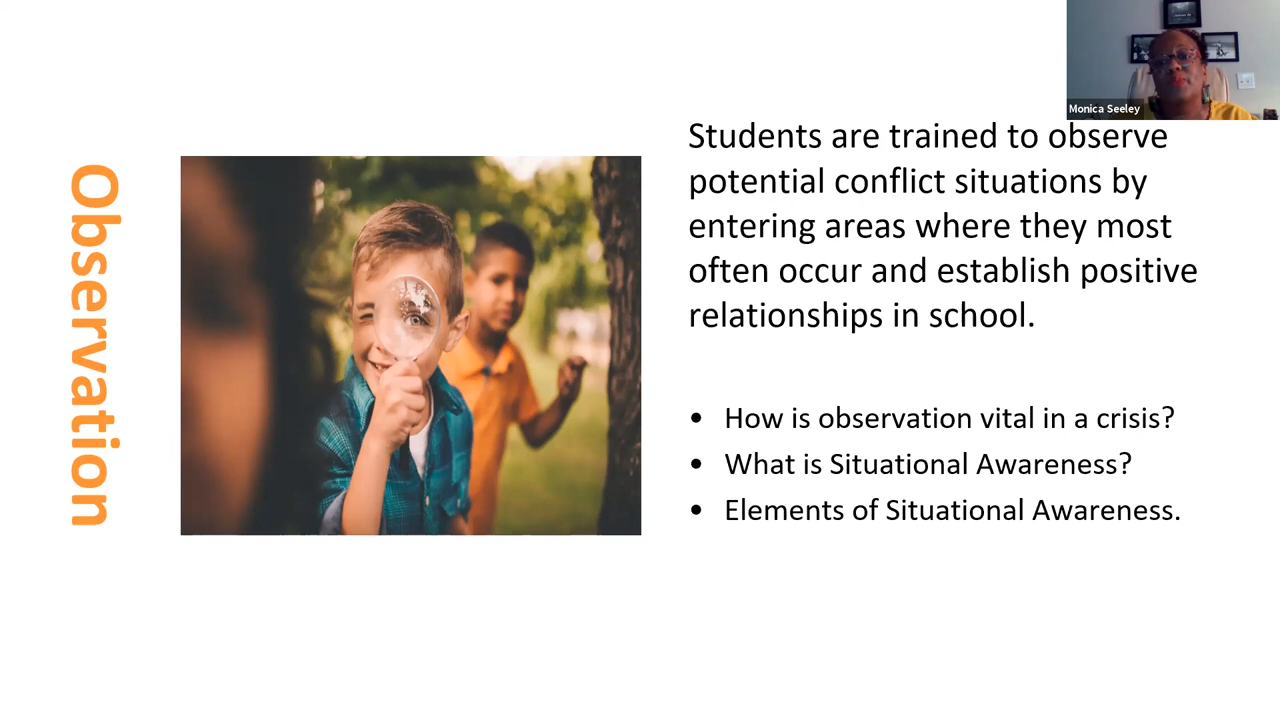 Monica Seeley
Observation
Students are trained to observe
potential conflict situations by
entering areas where they most
often occur and establish positive
relationships in school.
• How is observation vital in a crisis?
• What is Situational Awareness?
• Elements of Situational Awareness.